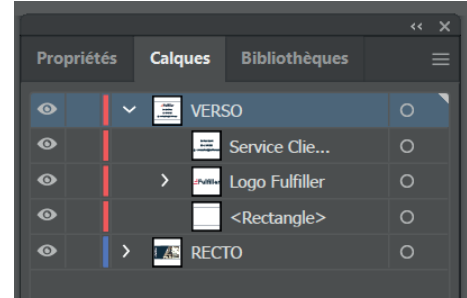 Propriétés Calques Bibliothèques
VERSO
Service Clie...
Logo Fulfiller
<Rectangle>
RECTO